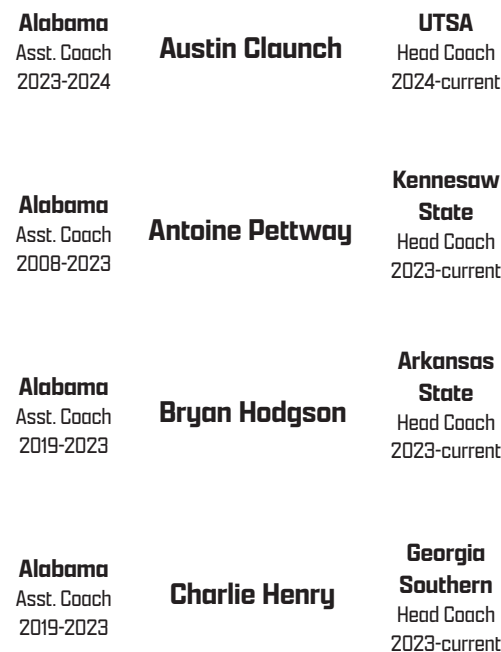 Alabama
Asst. Coach
2023-2024
Austin Claunch
UTSA
Head Coach
2024-current
Alabama
Asst. Coach
2008-2023
Antoine Pettway
Kennesaw
State
Head Coach
2023-current
Alabama
Asst. Coach
2019-2023
Bryan Hodgson
Arkansas
State
Head Coach
2023-current
Alabama
Asst. Coach
2019-2023
Charlie Henry
Georgia
Southern
Head Coach
2023-current